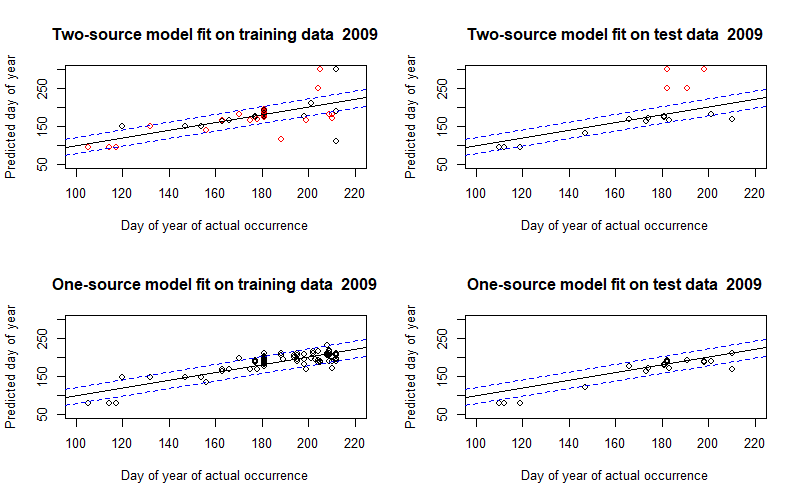 Two-source model fit on training data  2009
Predicted day of year
50 150 250
100 120 140 160 180 200 220
Day of year of actual occurrence
Two-source model fit on test data  2009
Predicted day of year
50 150 250
100 120 140 160 180 200 220
Day of year of actual occurrence
One-source model fit on training data  2009
Predicted day of year
50 150 250
100 120 140 160 180 200 220
Day of year of actual occurrence
One-source model fit on test data  2009
Predicted day of year
50 150 250
100 120 140 160 180 200 220
Day of year of actual occurrence